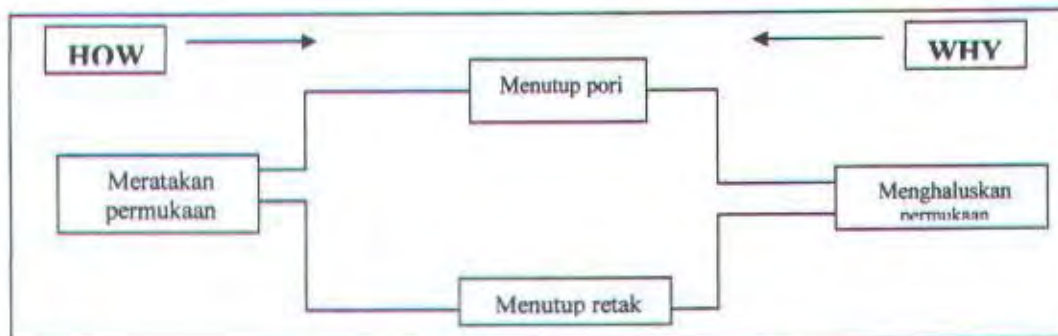 HOW
WHY
Menutup pori
Meratakan
permukaan
Menghaluskan
permukaan
Menutup retak